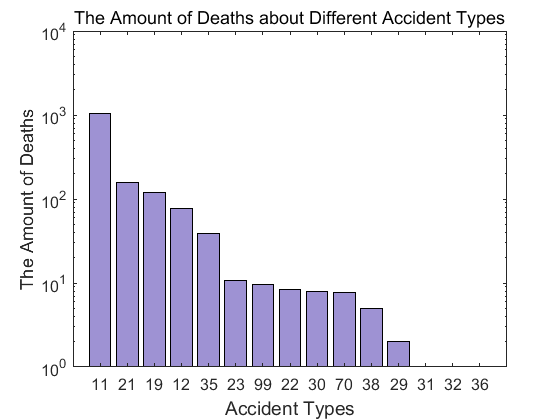 The Amount of Deaths about Different Accident Types
10^4
10^3
10^2
10^1
10^0
The Amount of Deaths
11 21 19 12 35 23 99 22 30 70 38 29 31 32 36
Accident Types